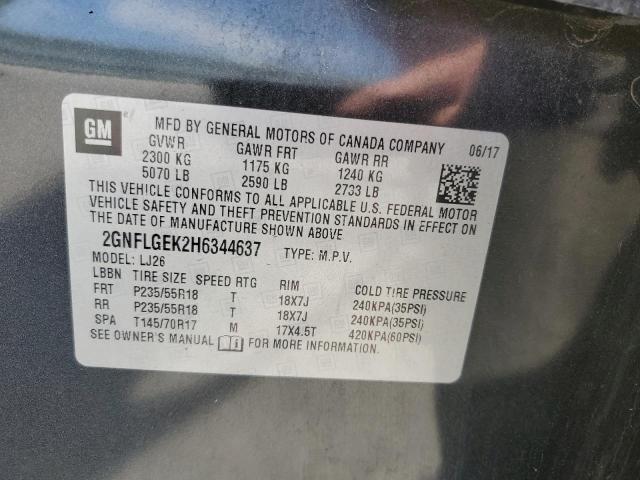 GM
MFD BY GENERAL MOTORS OF CANADA COMPANY 06/17
GVWR GAWR FRT GAWR RR
2300 KG 1175 KG 1240 KG
5070 LB 2590 LB 2733 LB
THIS VEHICLE CONFORMS TO ALL APPLICABLE U.S. FEDERAL MOTOR
VEHICLE SAFETY AND THEFT PREVENTION STANDARDS IN EFFECT ON
THE DATE OF MANUFACTURE SHOWN ABOVE
2GNFLGEK2H6344637 TYPE: M.P.V.
MODEL: LJ26
LBBN TIRE SIZE SPEED RTG RIM COLD TIRE PRESSURE
FRT P235/55R18 T 18X7J 240KPA(35PSI)
RR P235/55R18 T 18X7J 240KPA(35PSI)
SPA T145/70R17 M 17X4.5T 420KPA(60PSI)
SEE OWNER'S MANUAL FOR MORE INFORMATION